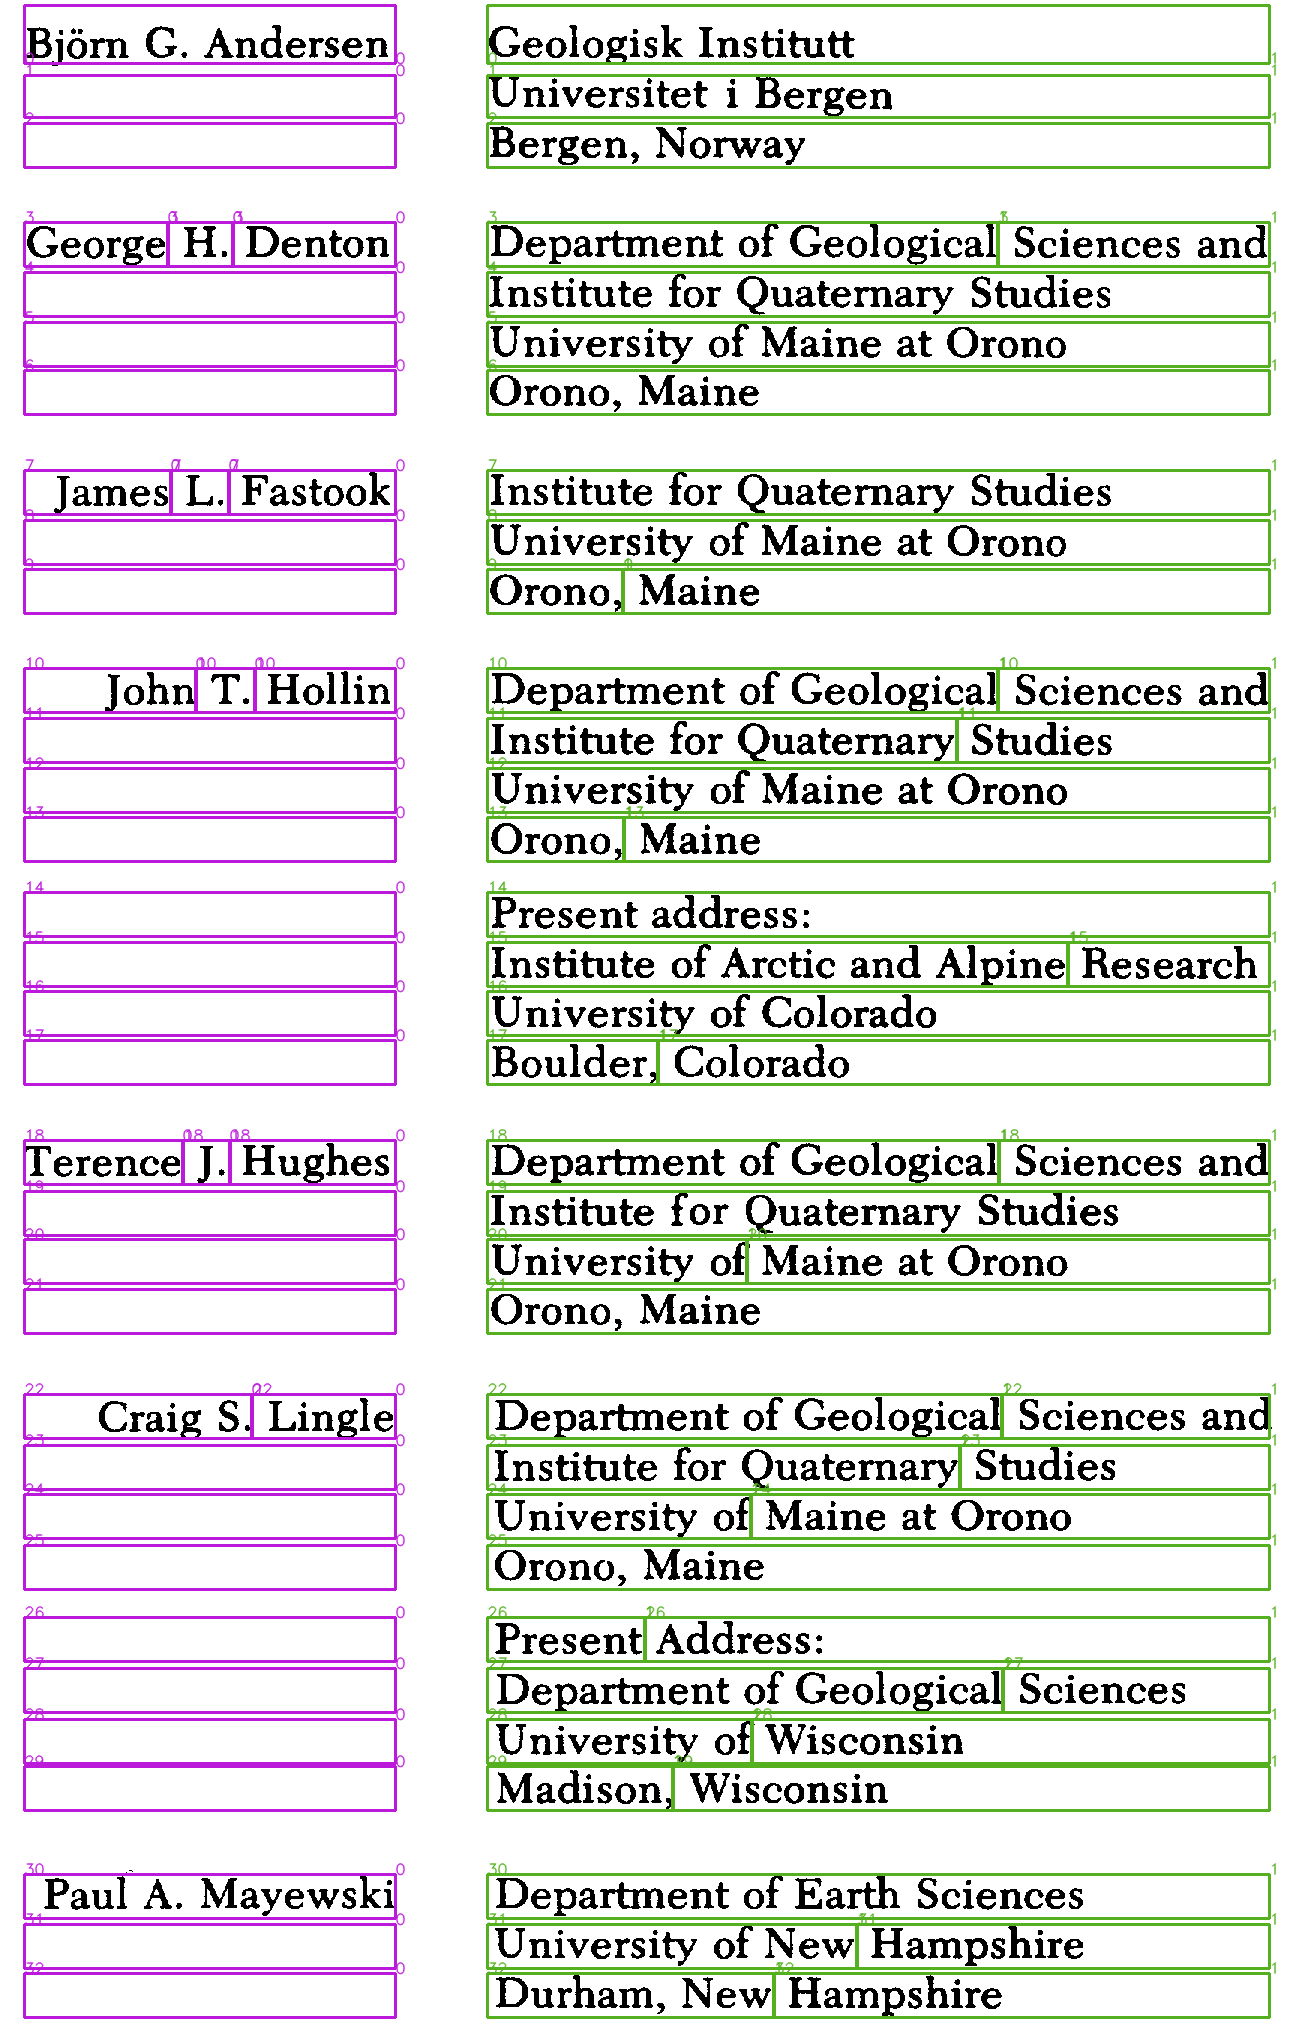 Björn G. Andersen Geologisk Institutt
Universitet i Bergen
Bergen, Norway
George H. Denton Department of Geological Sciences and
Institute for Quaternary Studies
University of Maine at Orono
Orono, Maine
James L. Fastook Institute for Quaternary Studies
University of Maine at Orono
Orono, Maine
John T. Hollin Department of Geological Sciences and
Institute for Quaternary Studies
University of Maine at Orono
Orono, Maine
Present address:
Institute of Arctic and Alpine Research
University of Colorado
Boulder, Colorado
Terence J. Hughes Department of Geological Sciences and
Institute for Quaternary Studies
University of Maine at Orono
Orono, Maine
Craig S. Lingle Department of Geological Sciences and
Institute for Quaternary Studies
University of Maine at Orono
Orono, Maine
Present Address:
Department of Geological Sciences
University of Wisconsin
Madison, Wisconsin
Paul A. Mayewski Department of Earth Sciences
University of New Hampshire
Durham, New Hampshire